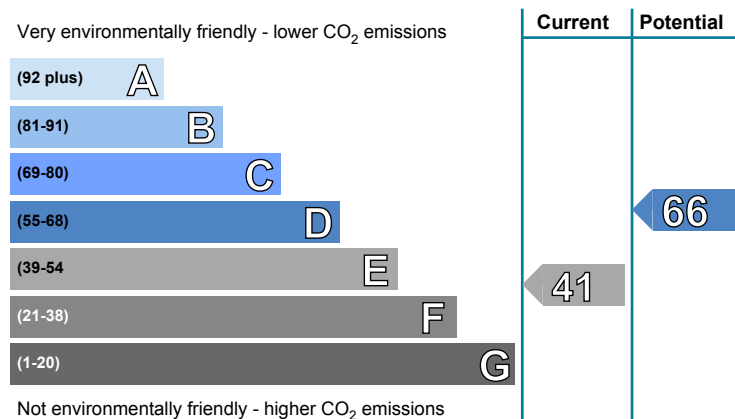 Very environmentally friendly - lower CO₂ emissions
Current
Potential
(92 plus) A
(81-91) B
(69-80) C
(55-68) D
66
(39-54 E
41
(21-38) F
(1-20) G
Not environmentally friendly - higher CO₂ emissions